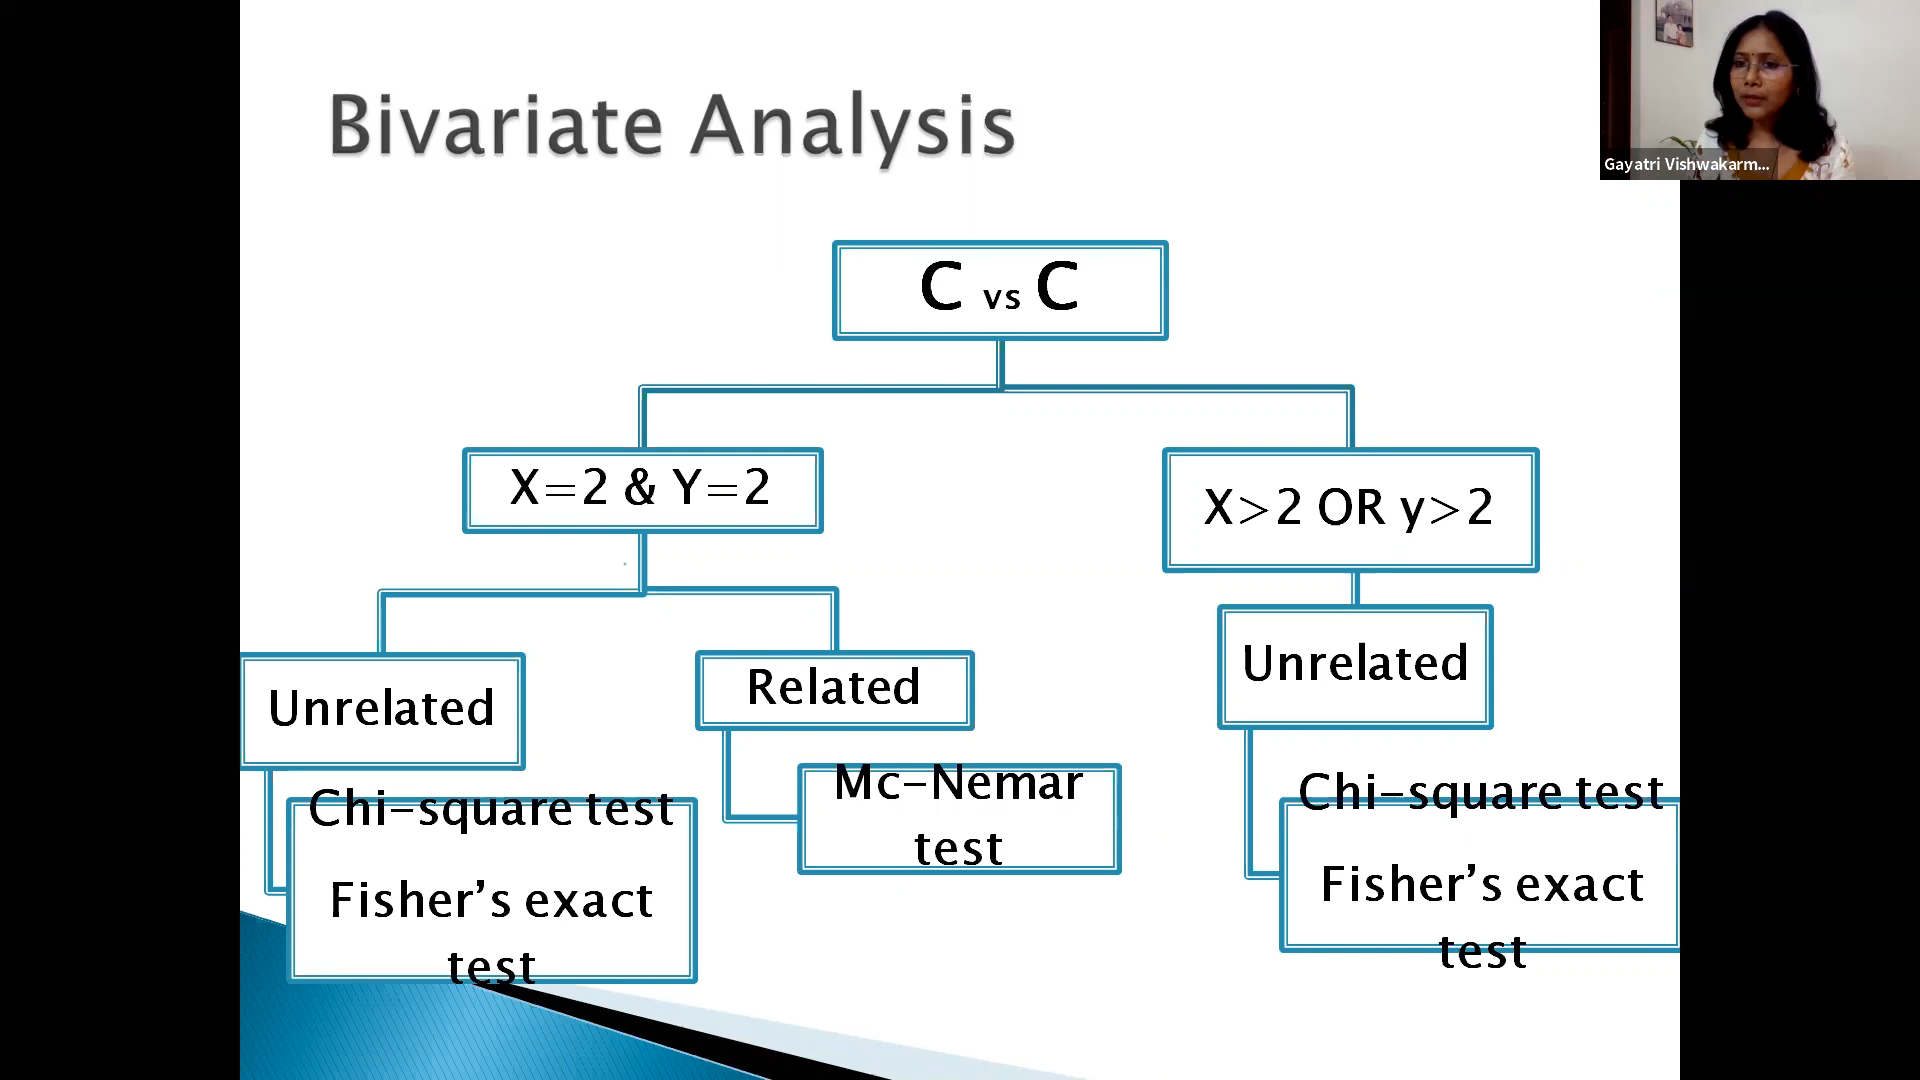 Bivariate Analysis
Gayatri Vishwakarm...
C vs C
X=2 & Y=2
X>2 OR y>2
Unrelated
Related
Unrelated
Chi-square test
Fisher's exact
test
Mc-Nemar
test
Chi-square test
Fisher's exact
test